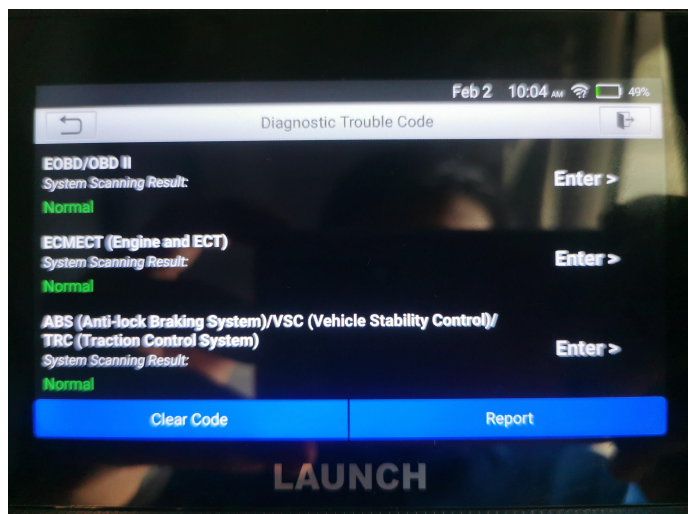 Feb 2 10:04 AM 49%
Diagnostic Trouble Code
EOBD/OBD II
System Scanning Result:
Enter >
Normal
ECMECT (Engine and ECT)
System Scanning Result:
Enter >
Normal
ABS (Anti-lock Braking System)/VSC (Vehicle Stability Control)/
TRC (Traction Control System)
System Scanning Result:
Enter >
Normal
Clear Code
Report
LAUNCH